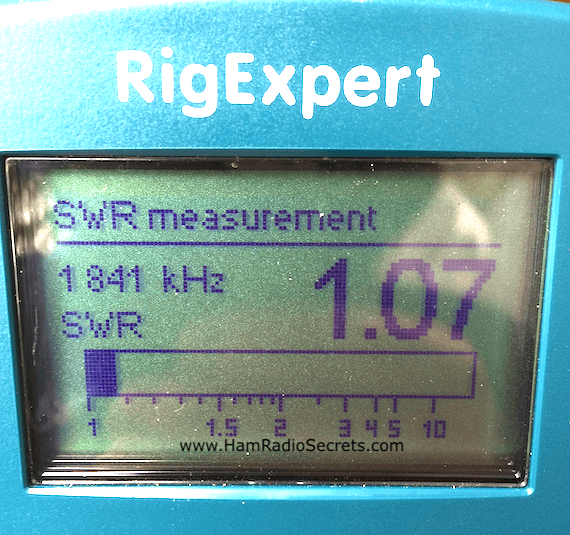 RigExpert
SWR measurement
1 841 kHz
1.07
SWR
1 1.5 2 3 4 5 10
www.HamRadioSecrets.com